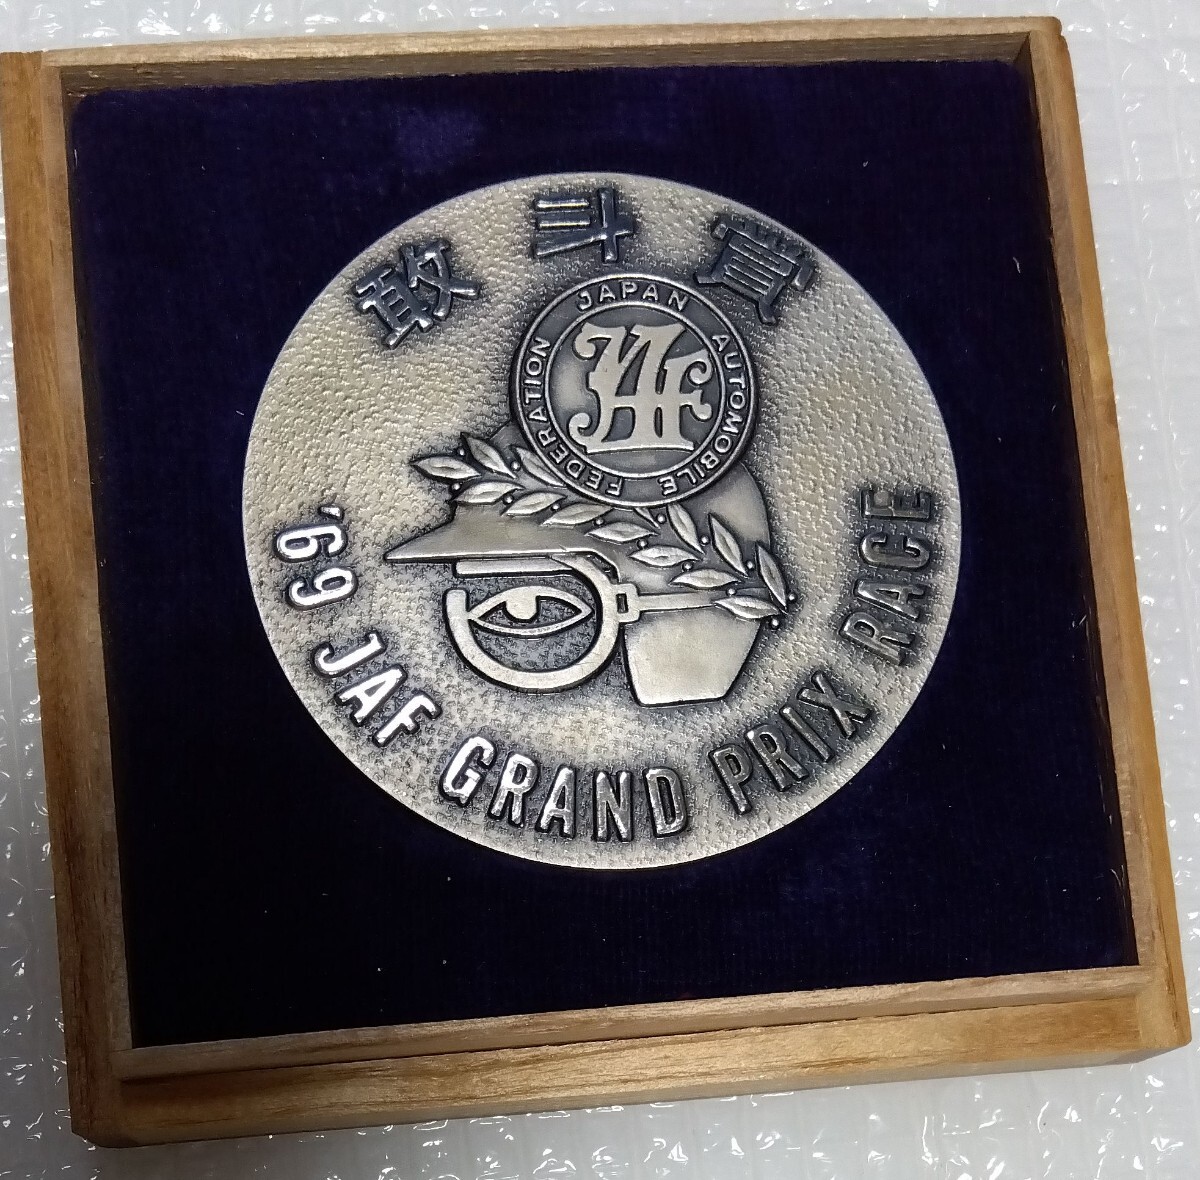 敢斗賞
JAPAN AUTOMOBILE FEDERATION
JAF
'69 JAF GRAND PRIX RACE